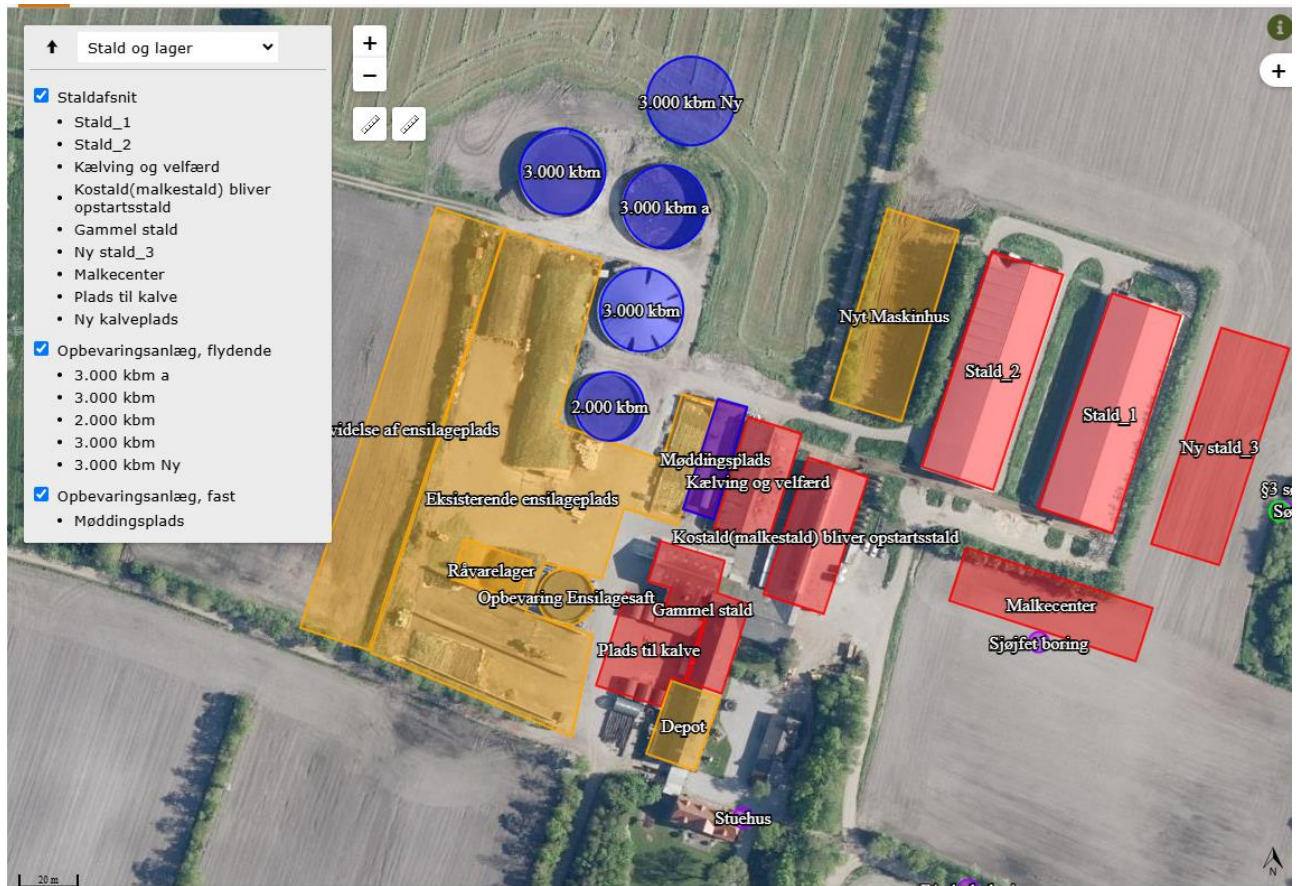 Stald og lager
Staldafsnit
Stald_1
Stald_2
Kælving og velfærd
Kostald(malkestald) bliver
opstartsstald
Gammel stald
Ny stald_3
Malkecenter
Plads til kalve
Ny kalveplads
Opbevaringsanlæg, flydende
3.000 kbm a
3.000 kbm
2.000 kbm
3.000 kbm
3.000 kbm Ny
Opbevaringsanlæg, fast
Møddingsplads
+
−
i
+
3.000 kbm Ny
3.000 kbm
3.000 kbm a
3.000 kbm
Nyt Maskinhus
Stald_2
2.000 kbm
Stald_1
videlse af ensilageplads
Ny stald_3
Møddingsplads
Kælving og velfærd
§3 sø
Sø
Eksisterende ensilageplads
Kostald(malkestald) bliver opstartsstald
Råvarelager
Opbevaring Ensilagesaft
Gammel stald
Malkecenter
Sjøjfet boring
Plads til kalve
Depot
Stuehus
20 m
N